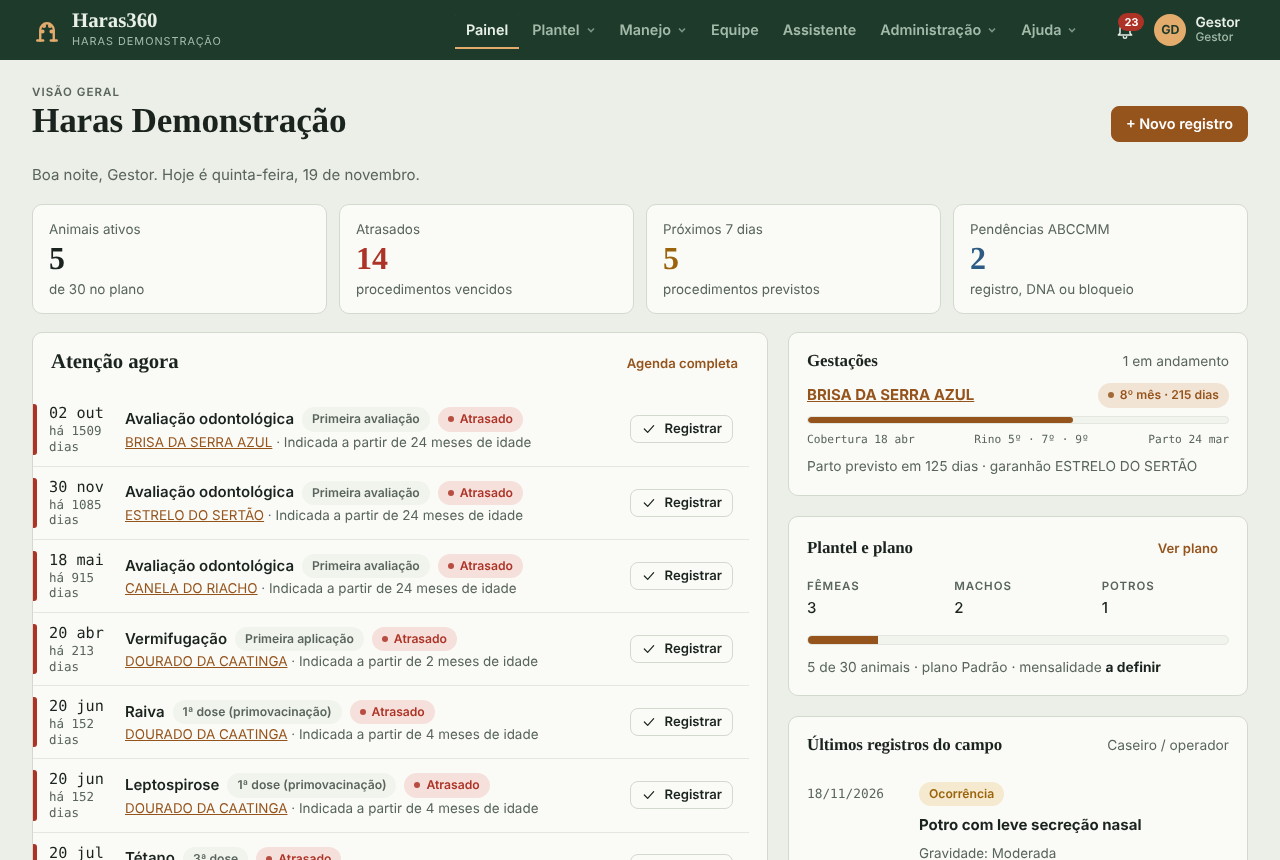 Haras360
HARAS DEMONSTRAÇÃO
Painel
Plantel
Manejo
Equipe
Assistente
Administração
Ajuda
23
GD
Gestor
Gestor
VISÃO GERAL
Haras Demonstração
+ Novo registro
Boa noite, Gestor. Hoje é quinta-feira, 19 de novembro.
Animais ativos
5
de 30 no plano
Atrasados
14
procedimentos vencidos
Próximos 7 dias
5
procedimentos previstos
Pendências ABCCMM
2
registro, DNA ou bloqueio
Atenção agora
Agenda completa
02 out
há 1509
dias
Avaliação odontológica Primeira avaliação Atrasado
BRISA DA SERRA AZUL · Indicada a partir de 24 meses de idade
Registrar
30 nov
há 1085
dias
Avaliação odontológica Primeira avaliação Atrasado
ESTRELO DO SERTÃO · Indicada a partir de 24 meses de idade
Registrar
18 mai
há 915
dias
Avaliação odontológica Primeira avaliação Atrasado
CANELA DO RIACHO · Indicada a partir de 24 meses de idade
Registrar
20 abr
há 213
dias
Vermifugação Primeira aplicação Atrasado
DOURADO DA CAATINGA · Indicada a partir de 2 meses de idade
Registrar
20 jun
há 152
dias
Raiva 1ª dose (primovacinação) Atrasado
DOURADO DA CAATINGA · Indicada a partir de 4 meses de idade
Registrar
20 jun
há 152
dias
Leptospirose 1ª dose (primovacinação) Atrasado
DOURADO DA CAATINGA · Indicada a partir de 4 meses de idade
Registrar
20 jul
Tétano 3ª dose Atrasado
Gestações
1 em andamento
BRISA DA SERRA AZUL
8º mês · 215 dias
Cobertura 18 abr
Rino 5º · 7º · 9º
Parto 24 mar
Parto previsto em 125 dias · garanhão ESTRELO DO SERTÃO
Plantel e plano
Ver plano
FÊMEAS
3
MACHOS
2
POTROS
1
5 de 30 animais · plano Padrão · mensalidade a definir
Últimos registros do campo
Caseiro / operador
18/11/2026
Ocorrência
Potro com leve secreção nasal
Gravidade: Moderada